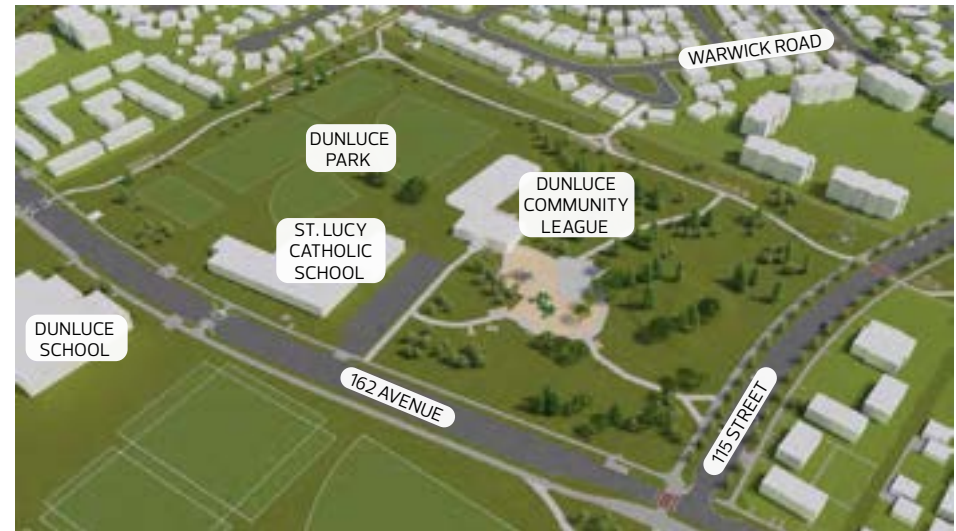 WARWICK ROAD
DUNLUCE
PARK
DUNLUCE
COMMUNITY
LEAGUE
ST. LUCY
CATHOLIC
SCHOOL
DUNLUCE
SCHOOL
162 AVENUE
115 STREET